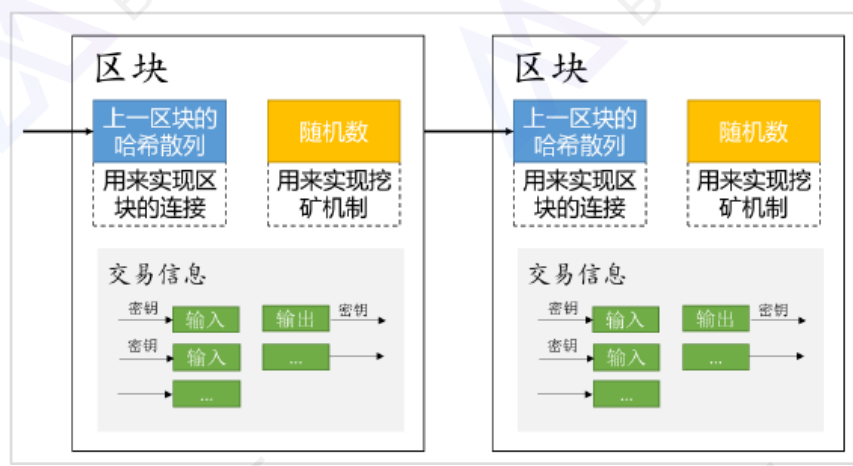 区块
上一区块的
哈希散列
随机数
用来实现区
块的连接
用来实现挖
矿机制
交易信息
密钥
输入
输出
密钥
密钥
输入
...
...
区块
上一区块的
哈希散列
随机数
用来实现区
块的连接
用来实现挖
矿机制
交易信息
密钥
输入
输出
密钥
密钥
输入
...
...